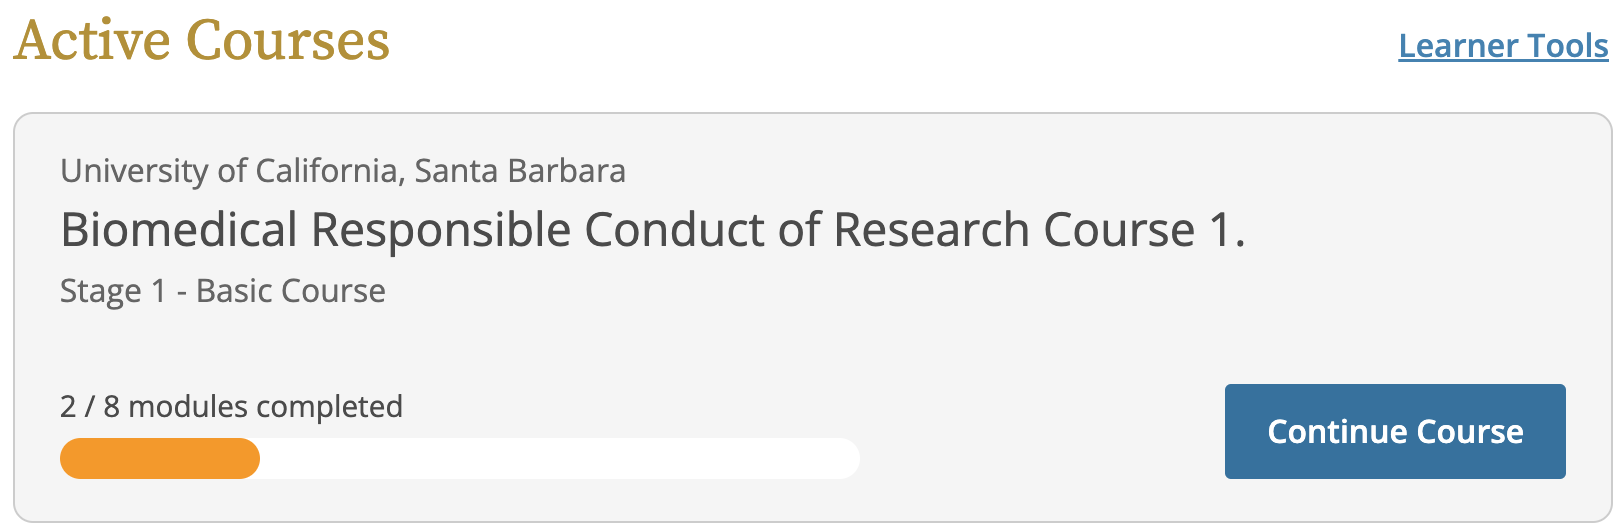 Active Courses
Learner Tools
University of California, Santa Barbara
Biomedical Responsible Conduct of Research Course 1.
Stage 1 - Basic Course
2 / 8 modules completed
Continue Course